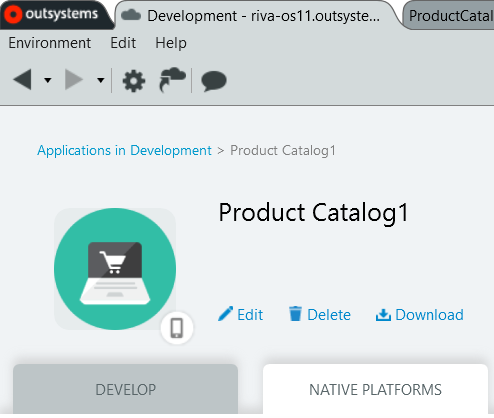 outsystems
Development - riva-os11.outsyste...
ProductCatal
Environment Edit Help
Applications in Development > Product Catalog1
Product Catalog1
Edit Delete Download
DEVELOP NATIVE PLATFORMS